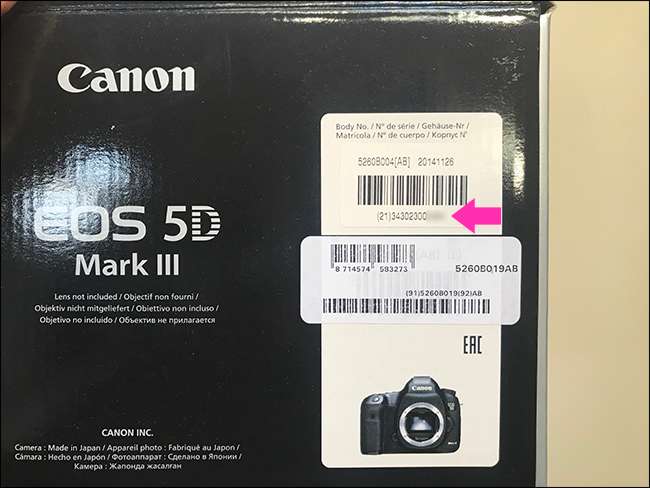 Canon
EOS 5D
Mark III
Lens not included / Objectif non fourni /
Objektiv nicht mitgeliefert / Obiettivo non incluso /
Objetivo no incluido / Объектив не прилагается
CANON INC.
Camera : Made in Japan / Appareil photo : Fabriqué au Japon /
Cámara : Hecho en Japón / Фотоаппарат : Сделано в Японии /
Камера : Жапонда жасалған
Body No. / N° de série / Gehäuse-Nr /
Matricola / N° de cuerpo / Корпус N°
5260B004[AB] 20141126
(21)34302300
8 714574 583273
5260B019AB
(91)5260B019(92)AB
EAC
Canon